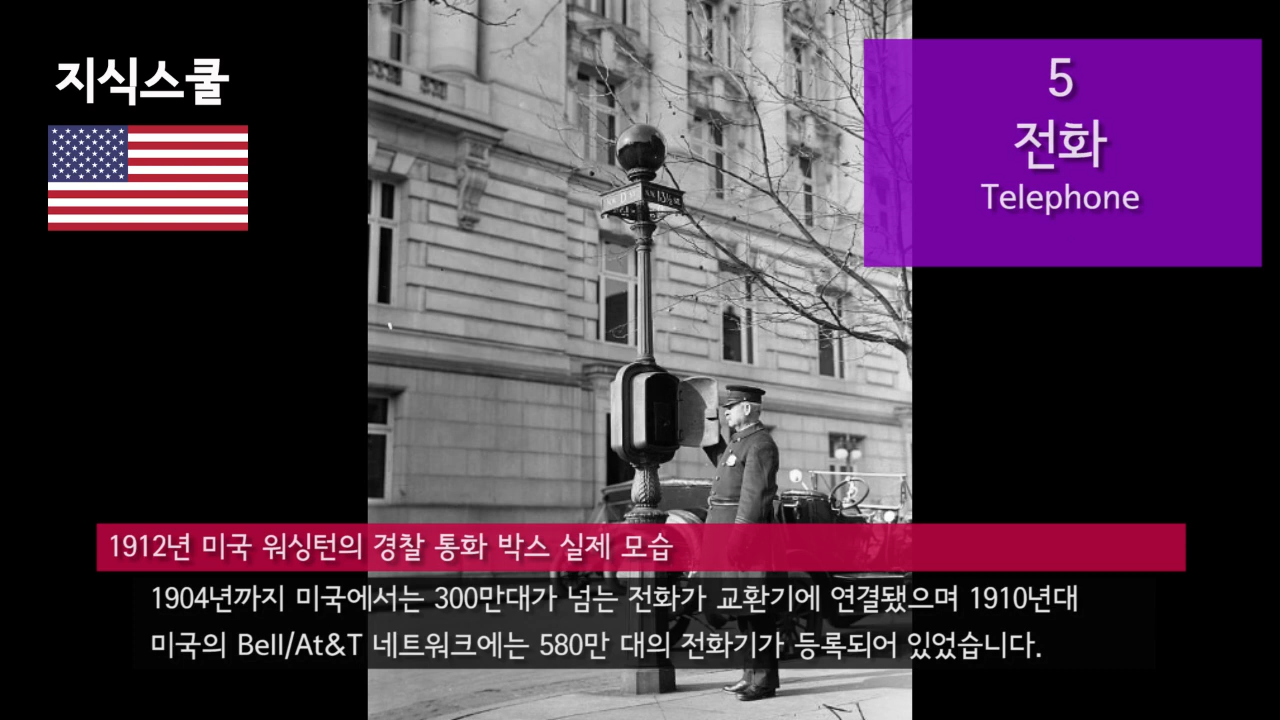 지식스쿨
5
전화
Telephone
1912년 미국 워싱턴의 경찰 통화 박스 실제 모습
1904년까지 미국에서는 300만대가 넘는 전화가 교환기에 연결됐으며 1910년대
미국의 Bell/At&T 네트워크에는 580만 대의 전화기가 등록되어 있었습니다.